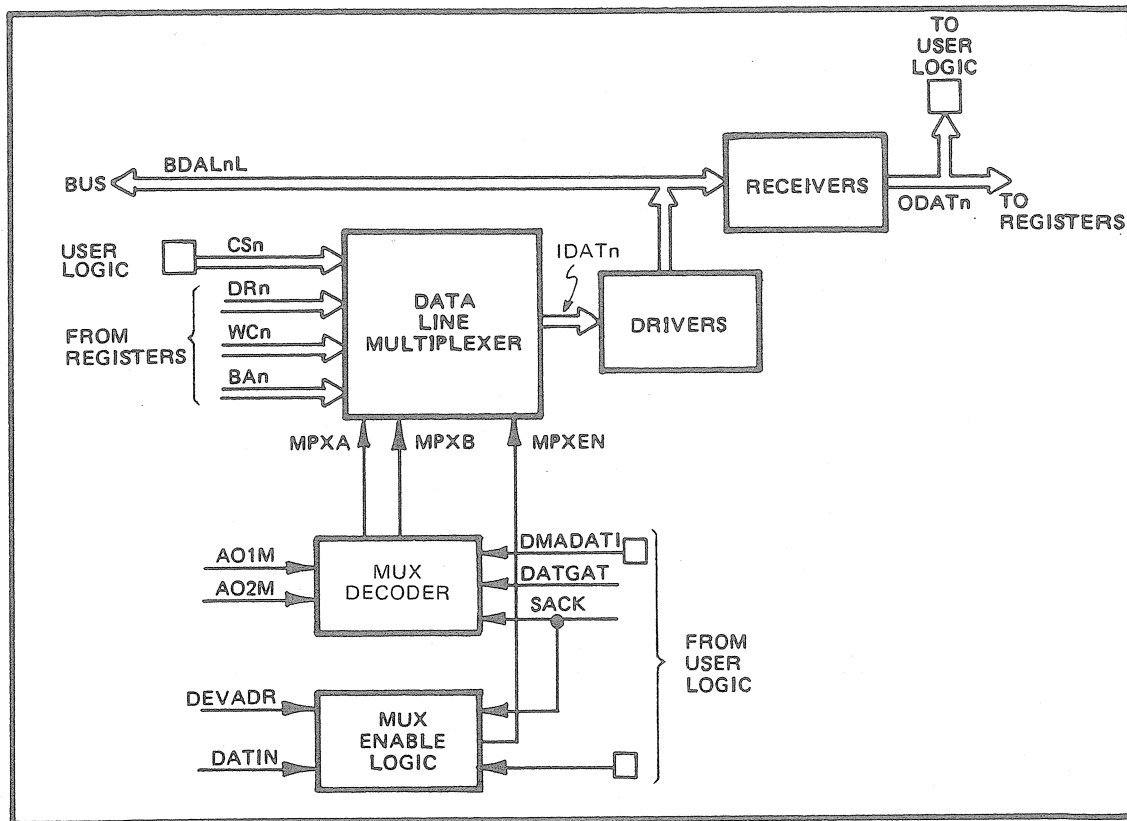 TO
USER
LOGIC
BDALnL
BUS
RECEIVERS
ODATn
TO
REGISTERS
USER
LOGIC
CSn
IDATn
DRn
DATA
LINE
MULTIPLEXER
DRIVERS
FROM
REGISTERS
WCn
BAn
MPXA
MPXB
MPXEN
AO1M
AO2M
MUX
DECODER
DMADATI
DATGAT
SACK
FROM
USER
LOGIC
DEVADR
DATIN
MUX
ENABLE
LOGIC